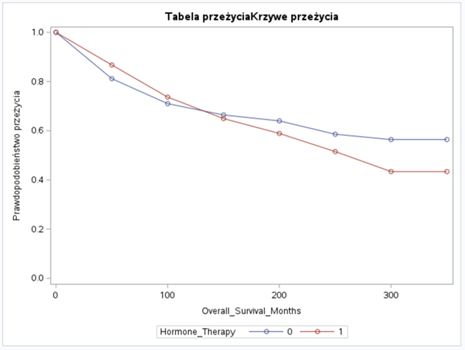 Tabela przeżyciaKrzywe przeżycia
1.0
0.8
0.6
0.4
0.2
0.0
Prawdopodobieństwo przeżycia
0 100 200 300
Overall_Survival_Months
Hormone_Therapy 0 1